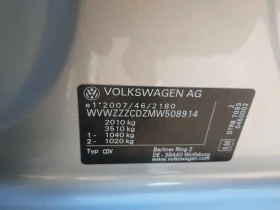 VOLKSWAGEN AG
e1*2007/46/2180
WVWZZZCDZMW508914
2010 kg
3510 kg
1 - 1040 kg
2 - 1020 kg
Typ CDV
Berliner Ring 2
DE - 38440 Wolfsburg
www.volkswagen.com